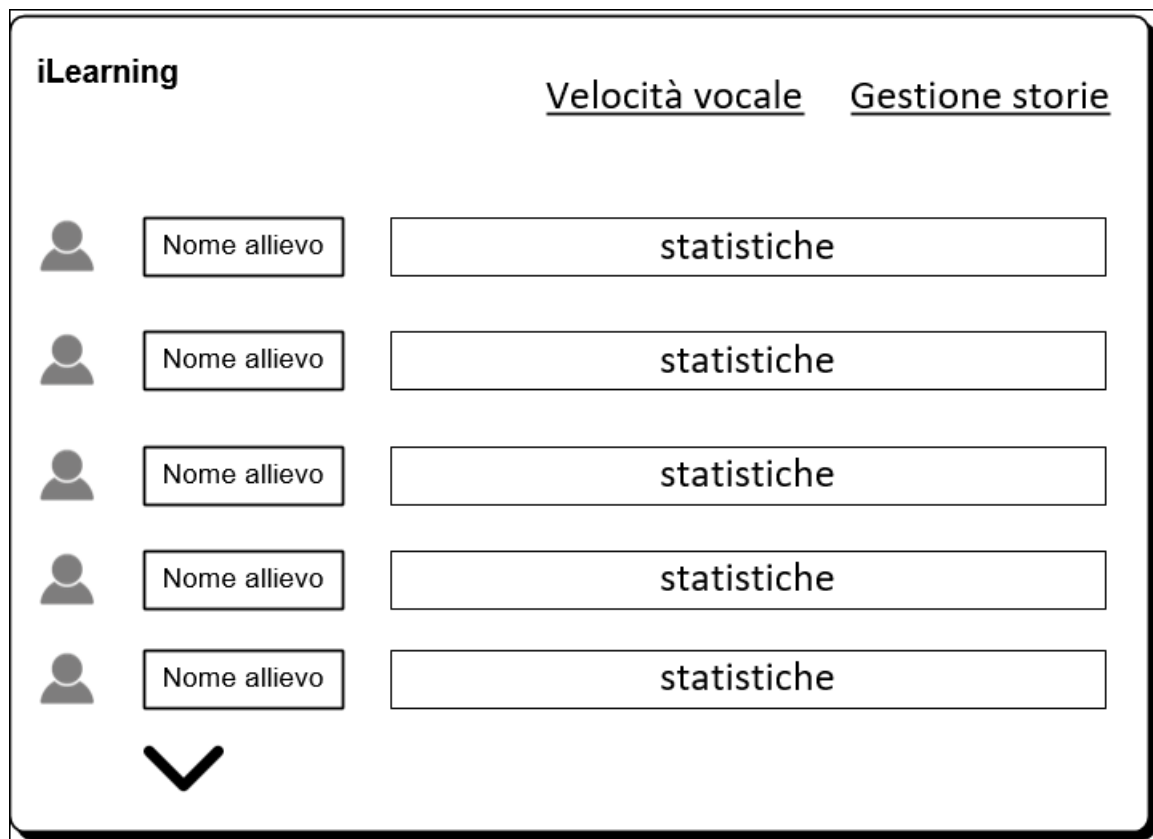 iLearning
Velocità vocale Gestione storie
Nome allievo statistiche
Nome allievo statistiche
Nome allievo statistiche
Nome allievo statistiche
Nome allievo statistiche